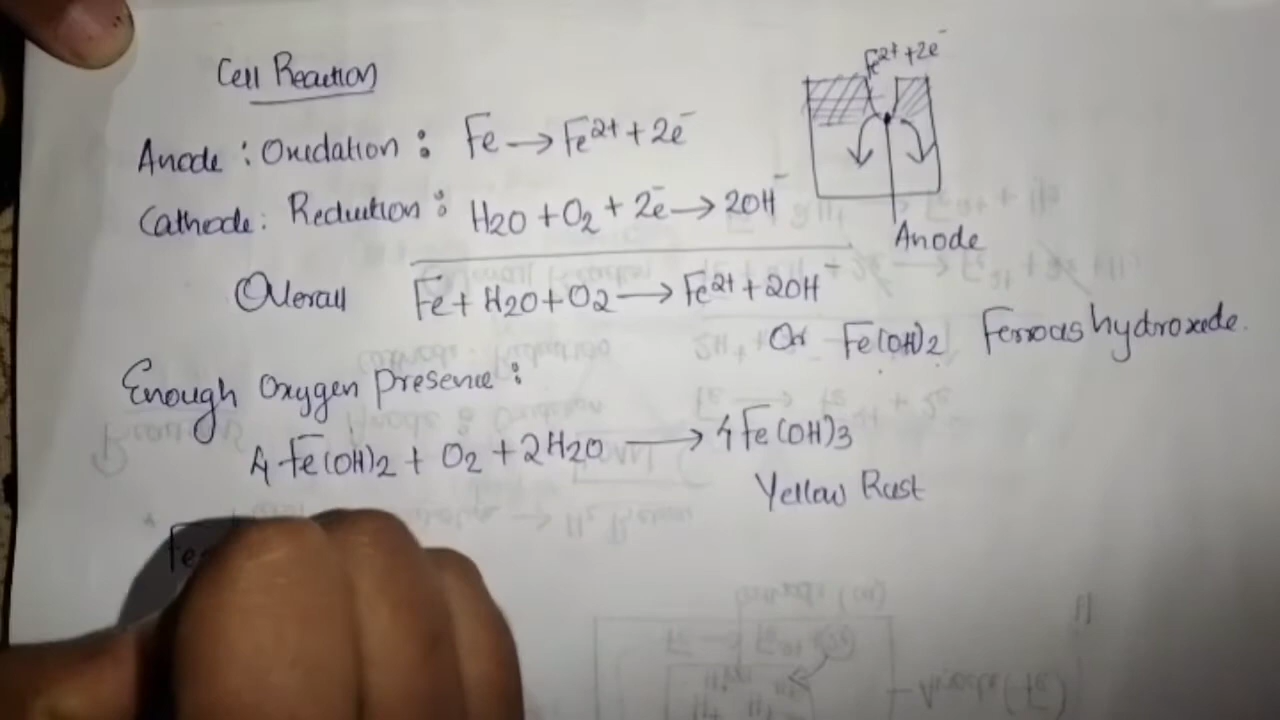 Cell Reaction
Fe²⁺+2e⁻
Anode : Oxidation : Fe → Fe²⁺ + 2e⁻
Cathode: Reduction : H2O + O2 + 2e⁻ → 2OH⁻
Anode
Overall Fe + H2O + O2 → Fe²⁺ + 2OH⁻
Or Fe(OH)2 Ferrous hydroxide.
Enough Oxygen Presence :
4 Fe(OH)2 + O2 + 2H2O → 4Fe(OH)3
Yellow Rust
Fe